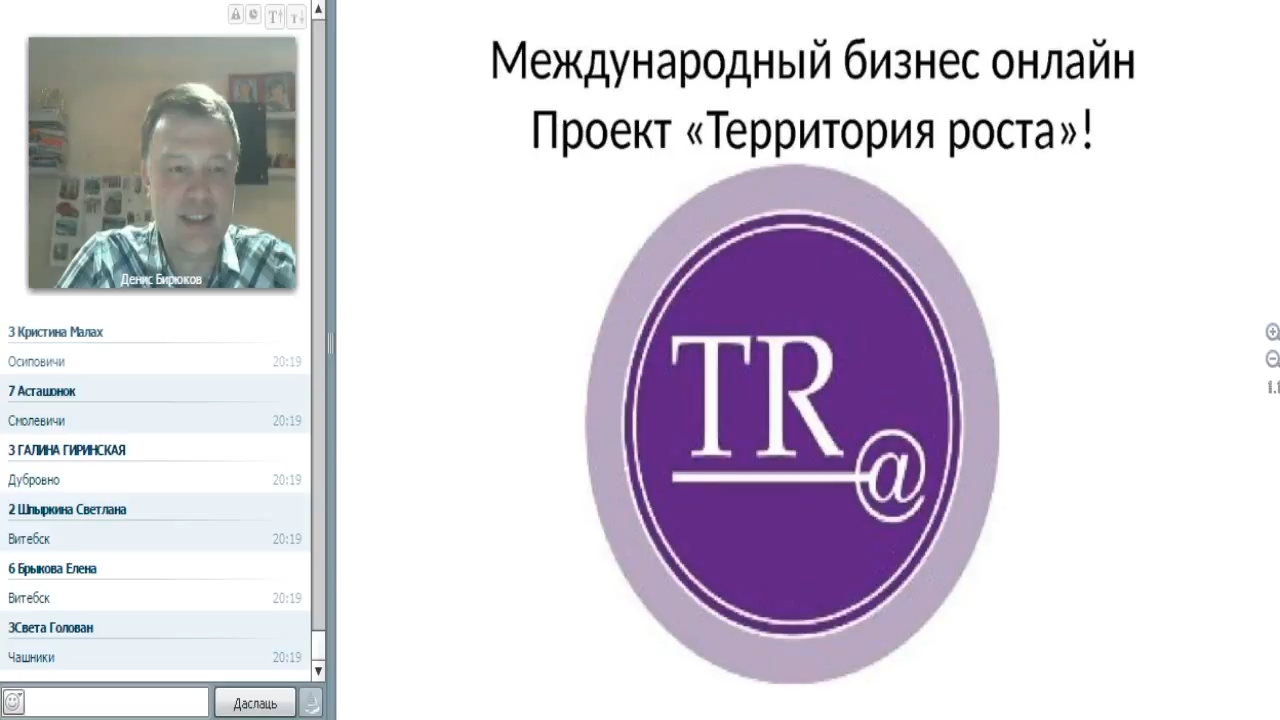 Денис Бирюков
3 Кристина Малах
Осиповичи 20:19
7 Асташонок
Смолевичи 20:19
3 ГАЛИНА ГИРИНСКАЯ
Дубровно 20:19
2 Шпыркина Светлана
Витебск 20:19
6 Брыкова Елена
Витебск 20:19
3Света Голован
Чашники 20:19
Даслаць
Международный бизнес онлайн
Проект «Территория роста»!
TR
@